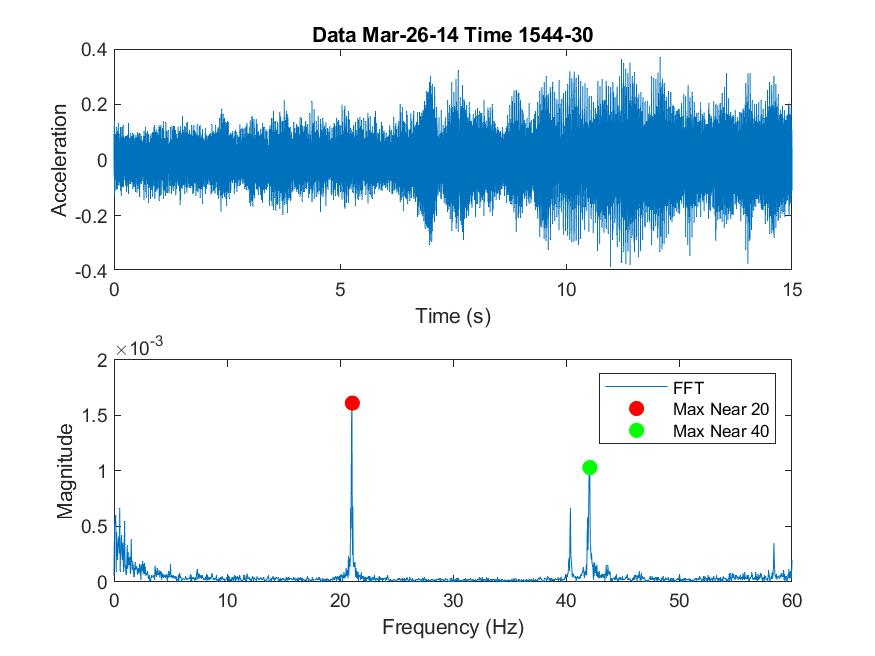 Data Mar-26-14 Time 1544-30
0.4
0.2
0
-0.2
-0.4
Acceleration
0 5 10 15
Time (s)
×10⁻³
2
1.5
1
0.5
0
Magnitude
FFT
Max Near 20
Max Near 40
0 10 20 30 40 50 60
Frequency (Hz)